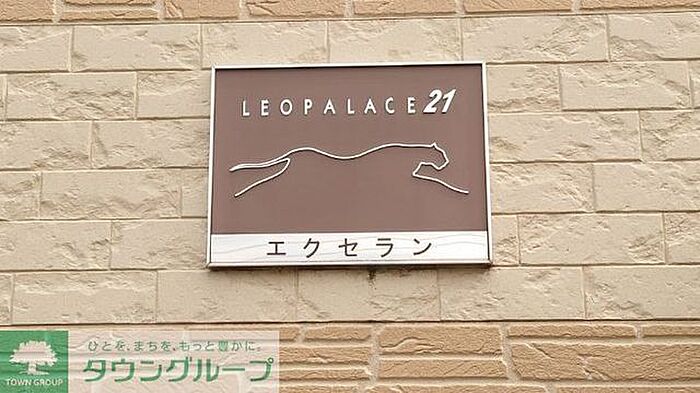 LEOPALACE21
エクセラン
ひとを、まちを、もっと豊かに。
タウングループ
TOWN GROUP